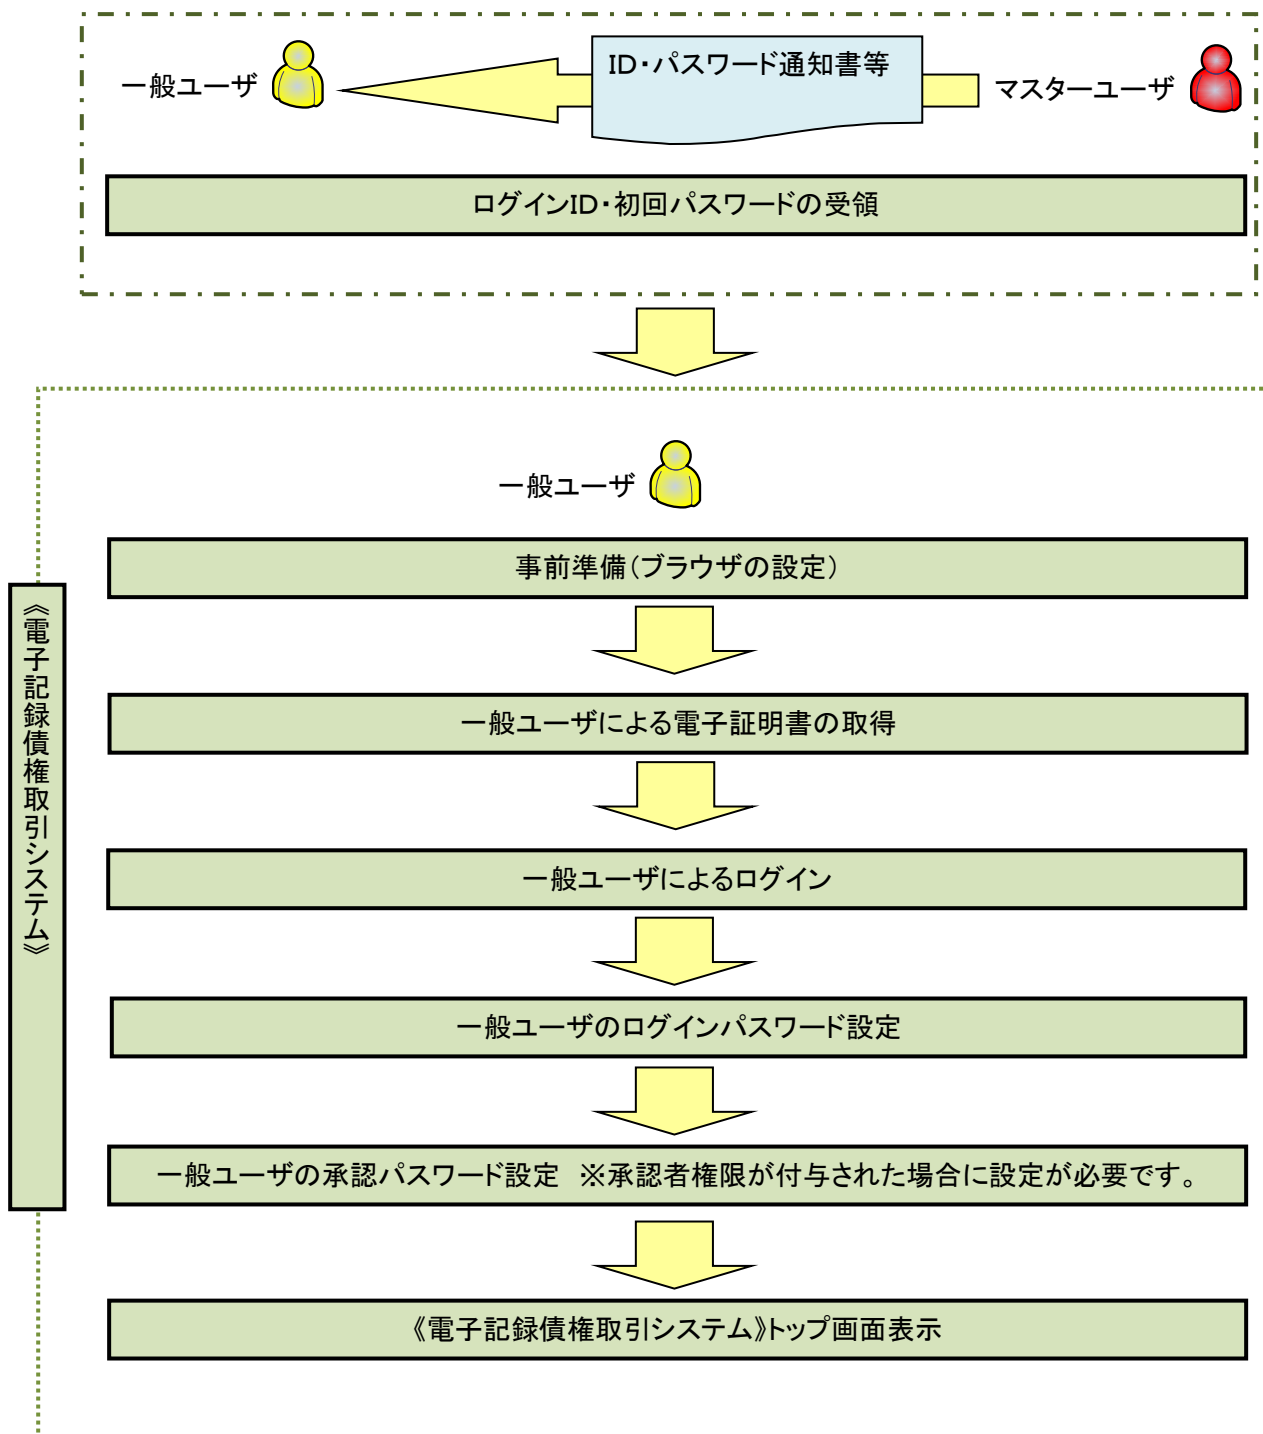 一般ユーザ
ID・パスワード通知書等
マスターユーザ
ログインID・初回パスワードの受領
一般ユーザ
事前準備（ブラウザの設定）
《電子記録債権取引システム》
一般ユーザによる電子証明書の取得
一般ユーザによるログイン
一般ユーザのログインパスワード設定
一般ユーザの承認パスワード設定　※承認者権限が付与された場合に設定が必要です。
《電子記録債権取引システム》トップ画面表示